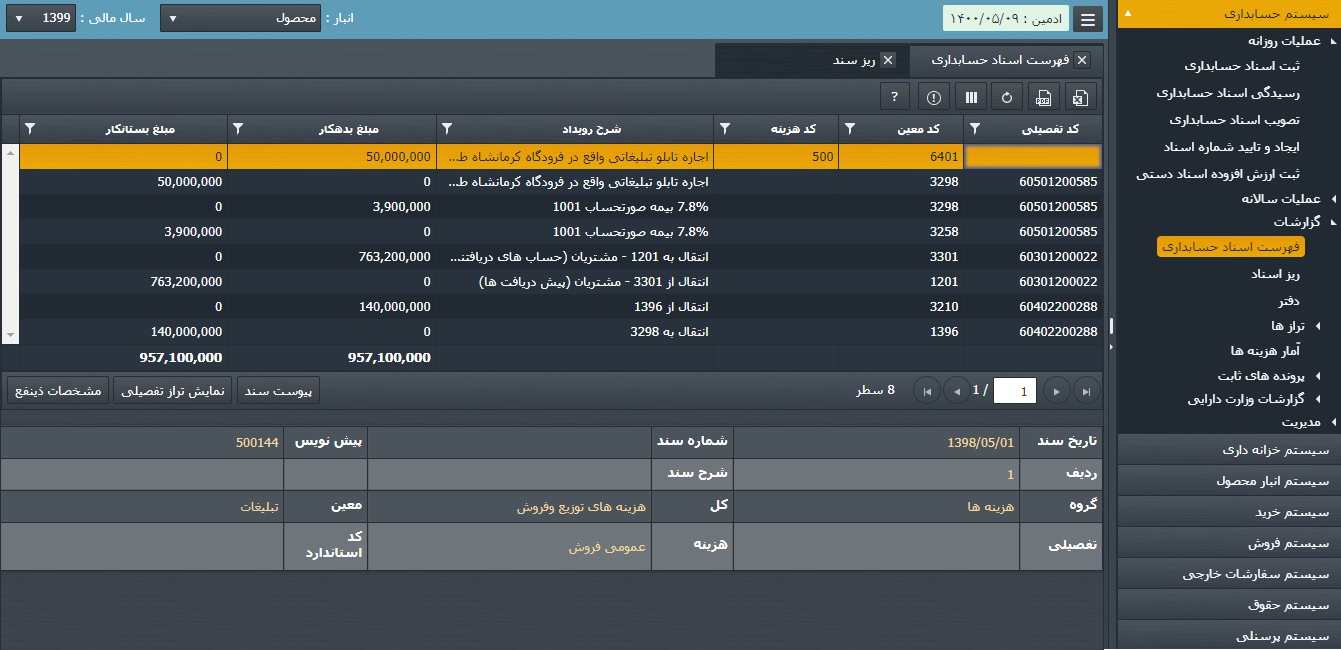 سیستم حسابداری
عملیات روزانه
ثبت اسناد حسابداری
رسیدگی اسناد حسابداری
تصویب اسناد حسابداری
ایجاد و تایید شماره اسناد
ثبت ارزش افزوده اسناد دستی
عملیات سالانه
گزارشات
فهرست اسناد حسابداری
ریز اسناد
دفتر
تراز ها
آمار هزینه ها
پرونده های ثابت
گزارشات وزارت دارایی
مدیریت
سیستم خزانه داری
سیستم انبار محصول
سیستم خرید
سیستم فروش
سیستم سفارشات خارجی
سیستم حقوق
سیستم پرسنلی
ادمین : ۱۴۰۰/۰۵/۰۹ انبار : محصول سال مالی : 1399
فهرست اسناد حسابداری ریز سند
?
کد تفصیلی کد معین کد هزینه شرح رویداد مبلغ بدهکار مبلغ بستانکار
6401 500 اجاره تابلو تبلیغاتی واقع در فرودگاه کرمانشاه ط... 50,000,000 0
60501200585 3298 اجاره تابلو تبلیغاتی واقع در فرودگاه کرمانشاه ط... 0 50,000,000
60501200585 3298 7.8% بیمه صورتحساب 1001 3,900,000 0
60501200585 3258 7.8% بیمه صورتحساب 1001 0 3,900,000
60301200022 3301 انتقال به 1201 - مشتریان (حساب های دریافتن... 763,200,000 0
60301200022 1201 انتقال از 3301 - مشتریان (پیش دریافت ها) 0 763,200,000
60402200288 3210 انتقال از 1396 140,000,000 0
60402200288 1396 انتقال به 3298 0 140,000,000
957,100,000 957,100,000
1 / 1 8 سطر پیوست سند نمایش تراز تفصیلی مشخصات ذینفع
تاریخ سند 1398/05/01 شماره سند پیش نویس 500144
ردیف 1 شرح سند
گروه هزینه ها کل هزینه های توزیع وفروش معین تبلیغات
تفصیلی هزینه عمومی فروش کد استاندارد